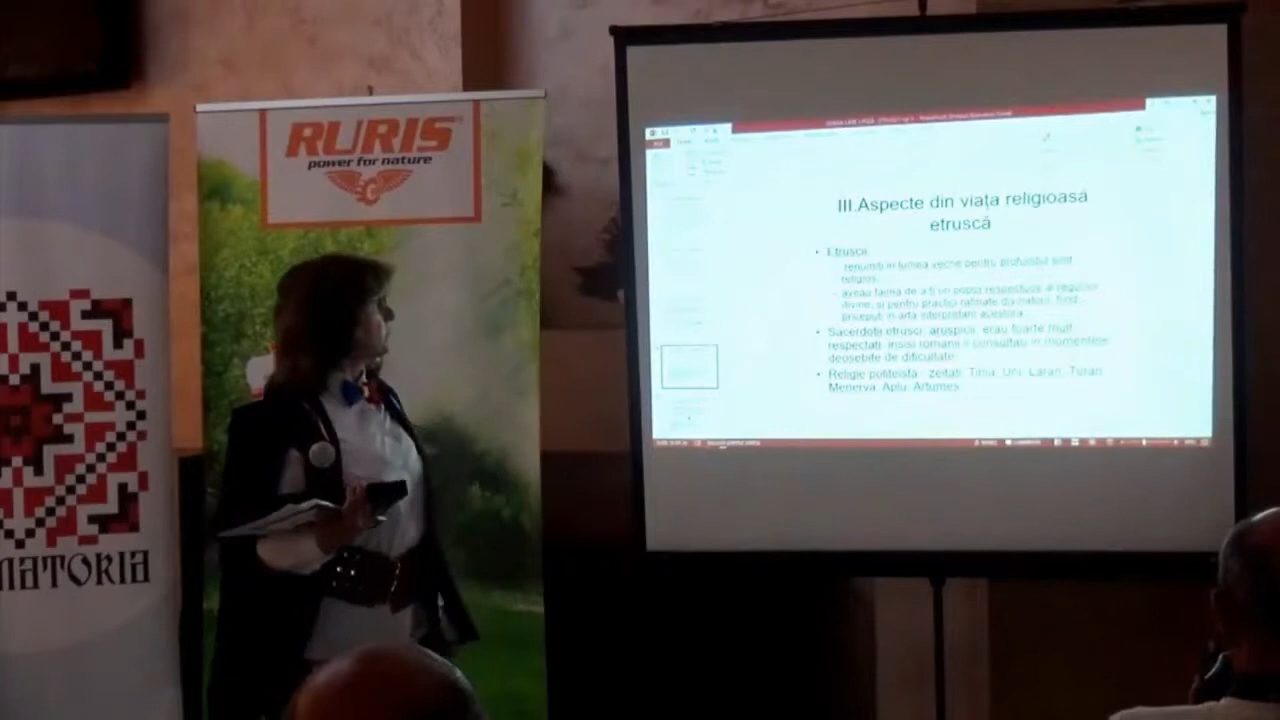 RURIS
power for nature
MATORIA
III.Aspecte din viața religioasă
etruscă
• Etruscii
renumiți în lumea veche pentru profundul simț
religios
- aveau faima de a fi un popor respectuos al regulilor
divine, și pentru practici rafinate divinatorii, fiind
pricepuți în arta interpretării acestora
• Sacerdoții etrusci, aruspicii, erau foarte mult
respectați, însiși romanii îi consultau în momentele
deosebite de dificultate
• Religie politeistă - zeități: Tinia, Uni, Laran, Turan,
Menerva, Aplu, Artumes